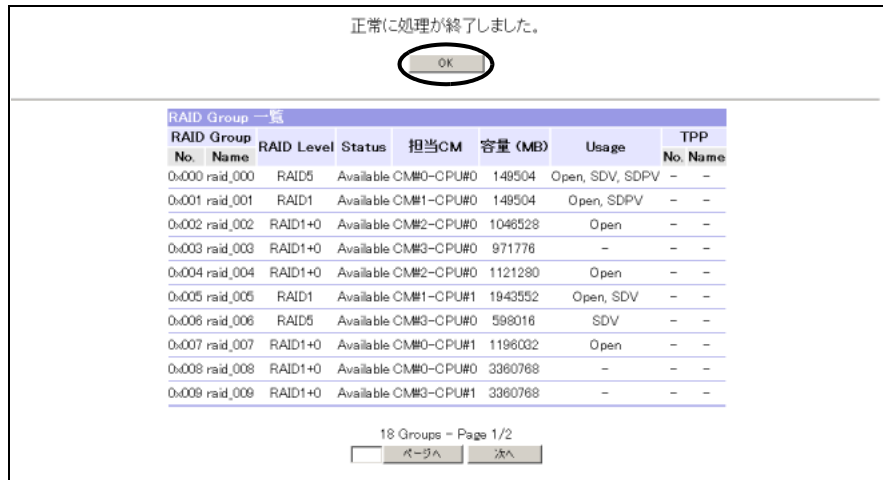 正常に処理が終了しました。
OK
RAID Group 一覧
RAID Group RAID Level Status 担当CM 容量 (MB) Usage TPP
No. Name No. Name
0x000 raid_000 RAID5 Available CM#0-CPU#0 149504 Open, SDV, SDPV - -
0x001 raid_001 RAID1 Available CM#1-CPU#0 149504 Open, SDPV - -
0x002 raid_002 RAID1+0 Available CM#2-CPU#0 1046528 Open - -
0x003 raid_003 RAID1+0 Available CM#3-CPU#0 971776 - - -
0x004 raid_004 RAID1+0 Available CM#2-CPU#0 1121280 Open - -
0x005 raid_005 RAID1 Available CM#1-CPU#1 1943552 Open, SDV - -
0x006 raid_006 RAID5 Available CM#3-CPU#0 598016 SDV - -
0x007 raid_007 RAID1+0 Available CM#0-CPU#1 1196032 Open - -
0x008 raid_008 RAID1+0 Available CM#0-CPU#0 3360768 - - -
0x009 raid_009 RAID1+0 Available CM#3-CPU#1 3360768 - - -
18 Groups - Page 1/2
ページへ 次へ